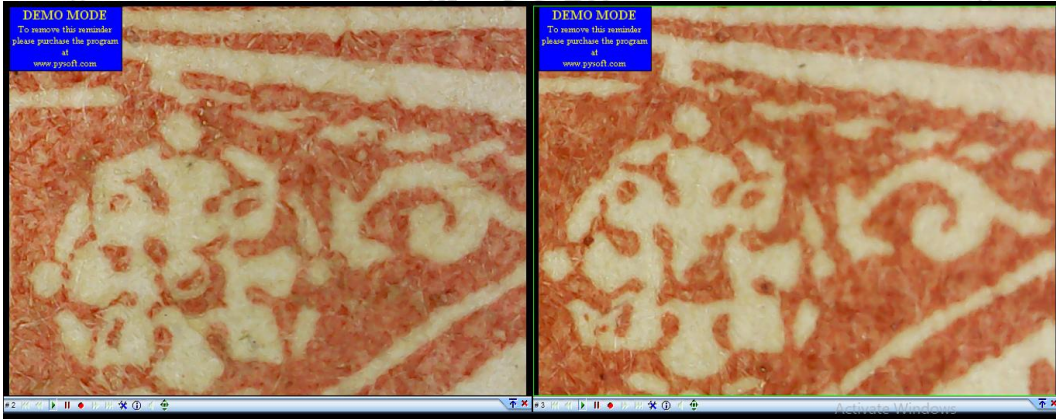 DEMO MODE
To remove this reminder
please purchase the program
at
www.pysoft.com
DEMO MODE
To remove this reminder
please purchase the program
at
www.pysoft.com
# 2
# 3
Activate Windows